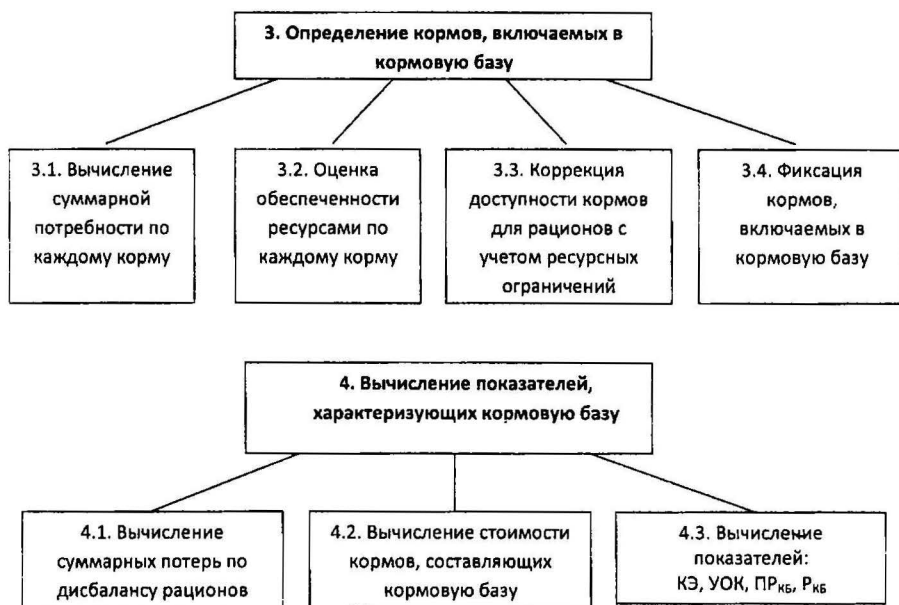 3. Определение кормов, включаемых в
кормовую базу
3.1. Вычисление
суммарной
потребности по
каждому корму
3.2. Оценка
обеспеченности
ресурсами по
каждому корму
3.3. Коррекция
доступности кормов
для рационов с
учетом ресурсных
ограничений
3.4. Фиксация
кормов,
включаемых в
кормовую базу
4. Вычисление показателей,
характеризующих кормовую базу
4.1. Вычисление
суммарных потерь по
дисбалансу рационов
4.2. Вычисление стоимости
кормов, составляющих
кормовую базу
4.3. Вычисление
показателей:
КЭ, УОК, ПРКБ, РКБ